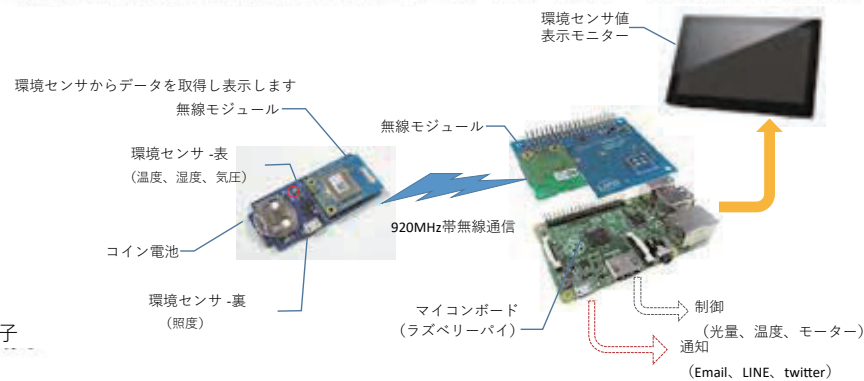 環境センサ値
表示モニター
環境センサからデータを取得し表示します
無線モジュール
無線モジュール
環境センサ -表
（温度、湿度、気圧）
920MHz帯無線通信
コイン電池
環境センサ -裏
（照度）
マイコンボード
（ラズベリーパイ）
制御
（光量、温度、モーター）
通知
（Email、LINE、twitter）
子